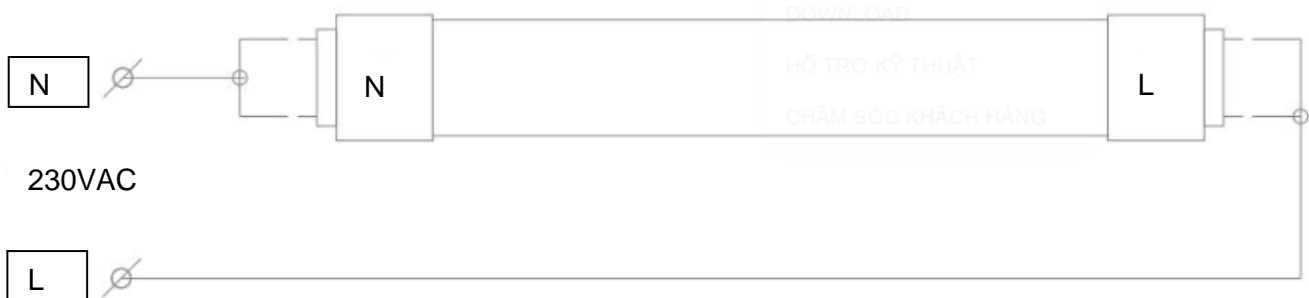 DOWNLOAD
HỖ TRỢ KỸ THUẬT
CHĂM SÓC KHÁCH HÀNG
N
N
L
230VAC
L